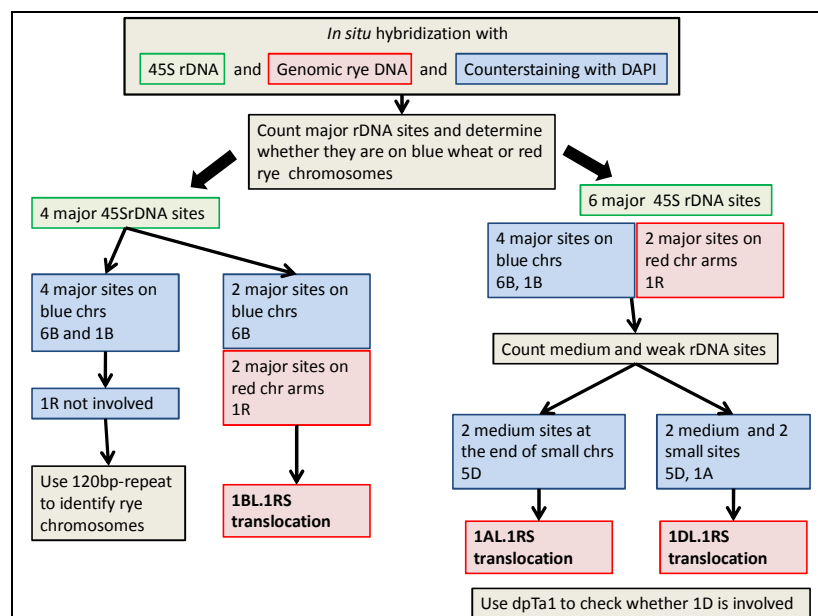 In situ hybridization with
45S rDNA and Genomic rye DNA and Counterstaining with DAPI
Count major rDNA sites and determine
whether they are on blue wheat or red
rye chromosomes
4 major 45SrDNA sites
4 major sites on
blue chrs
6B and 1B
1R not involved
Use 120bp-repeat
to identify rye
chromosomes
2 major sites on
blue chrs
6B
2 major sites on
red chr arms
1R
1BL.1RS
translocation
6 major 45S rDNA sites
4 major sites on
blue chrs
6B, 1B
2 major sites on
red chr arms
1R
Count medium and weak rDNA sites
2 medium sites at
the end of small chrs
5D
1AL.1RS
translocation
2 medium and 2
small sites
5D, 1A
1DL.1RS
translocation
Use dpTa1 to check whether 1D is involved